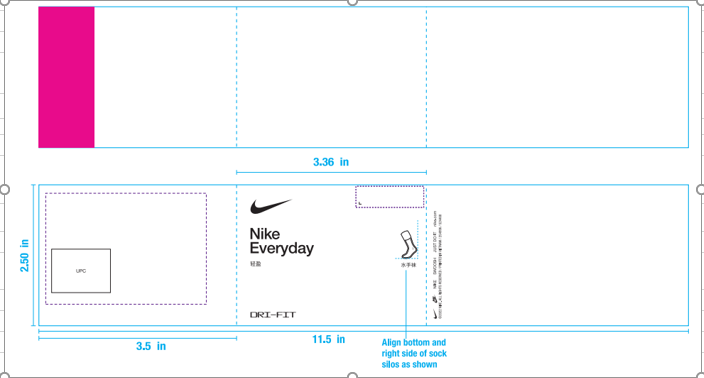 3.36 in
Nike
Everyday
轻盈
水手袜
UPC
2.50 in
DRI-FIT
3.5 in
11.5 in
Align bottom and
right side of sock
silos as shown